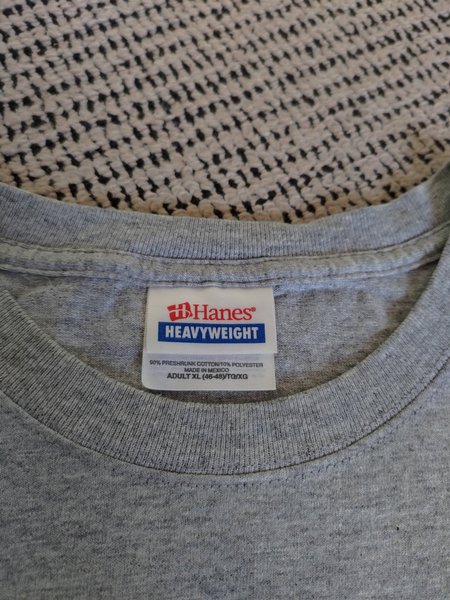 Hanes®
HEAVYWEIGHT
90% PRESHRUNK COTTON/10% POLYESTER
MADE IN MEXICO
ADULT XL (46-48)/TG/XG